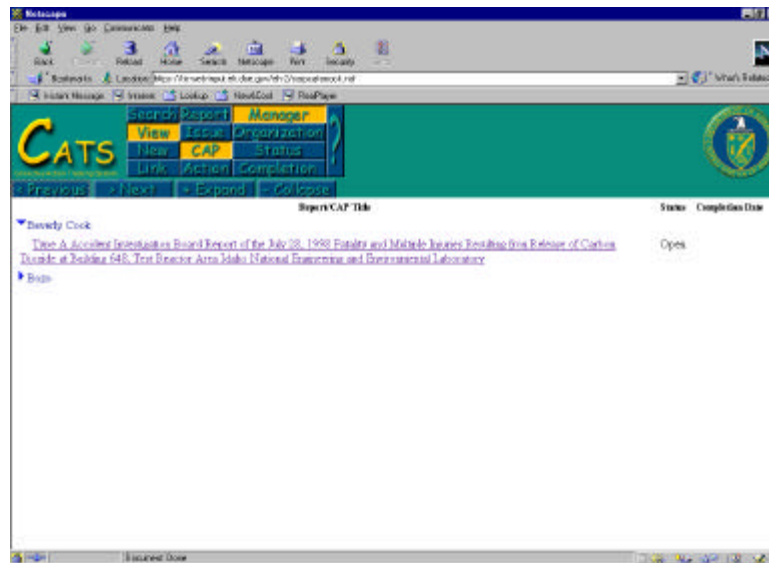 Netscape
File Edit View Go Communicator Help
Back Reload Home Search Netscape Print Security
Bookmarks Location: What's Related
Instant Message Lookup New&Cool RealPlayer
CATS
Search Report Manager
View Issue Organization
New CAP Status
Link Action Completion
?
< Previous > Next + Expand - Collapse
Report/CAP Title Status Completion Date
Beverly Cook
Type A Accident Investigation Board Report of the July 28, 1998 Fatality and Multiple Injuries Resulting from Release of Carbon Open
Dioxide at Building 648, Test Reactor Area Idaho National Engineering and Environmental Laboratory
Document: Done